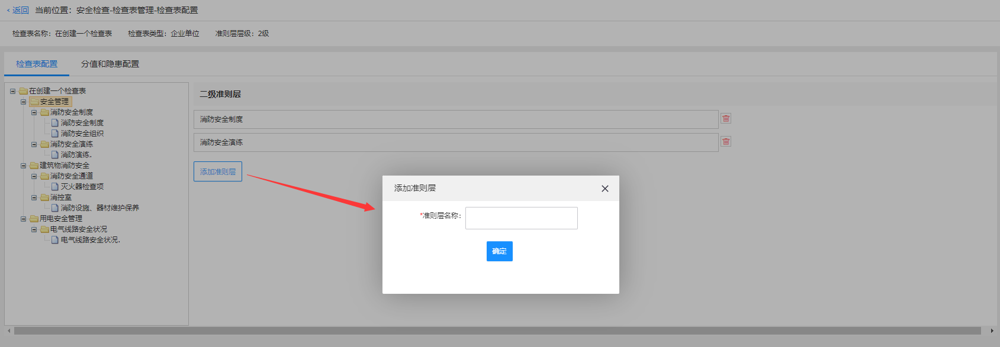 返回 当前位置：安全检查-检查表管理-检查表配置
检查表名称：在创建一个检查表 检查表类型：企业单位 准则层层级：2级
检查表配置 分值和隐患配置
在创建一个检查表
安全管理
消防安全制度
消防安全制度
消防安全组织
消防安全演练
消防演练.
建筑物消防安全
消防安全通道
灭火器检查项
消控室
消防设施、器材维护保养
用电安全管理
电气线路安全状况
电气线路安全状况.
二级准则层
消防安全制度
消防安全演练
添加准则层
添加准则层
*准则层名称：
确定